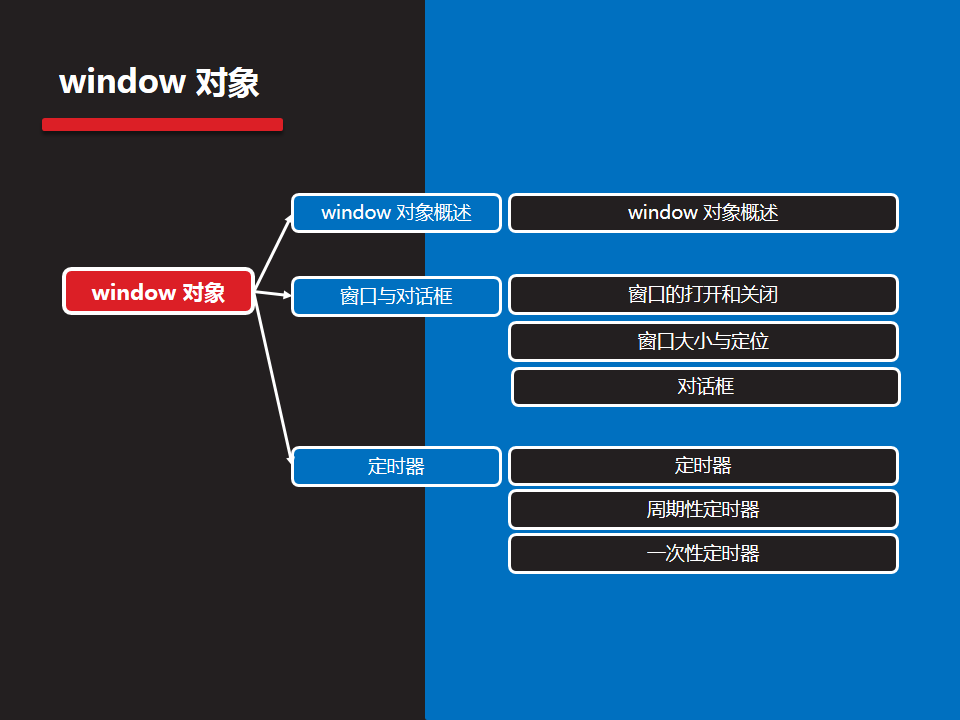 window 对象
window 对象
window 对象概述
window 对象概述
窗口与对话框
窗口的打开和关闭
窗口大小与定位
对话框
定时器
定时器
周期性定时器
一次性定时器